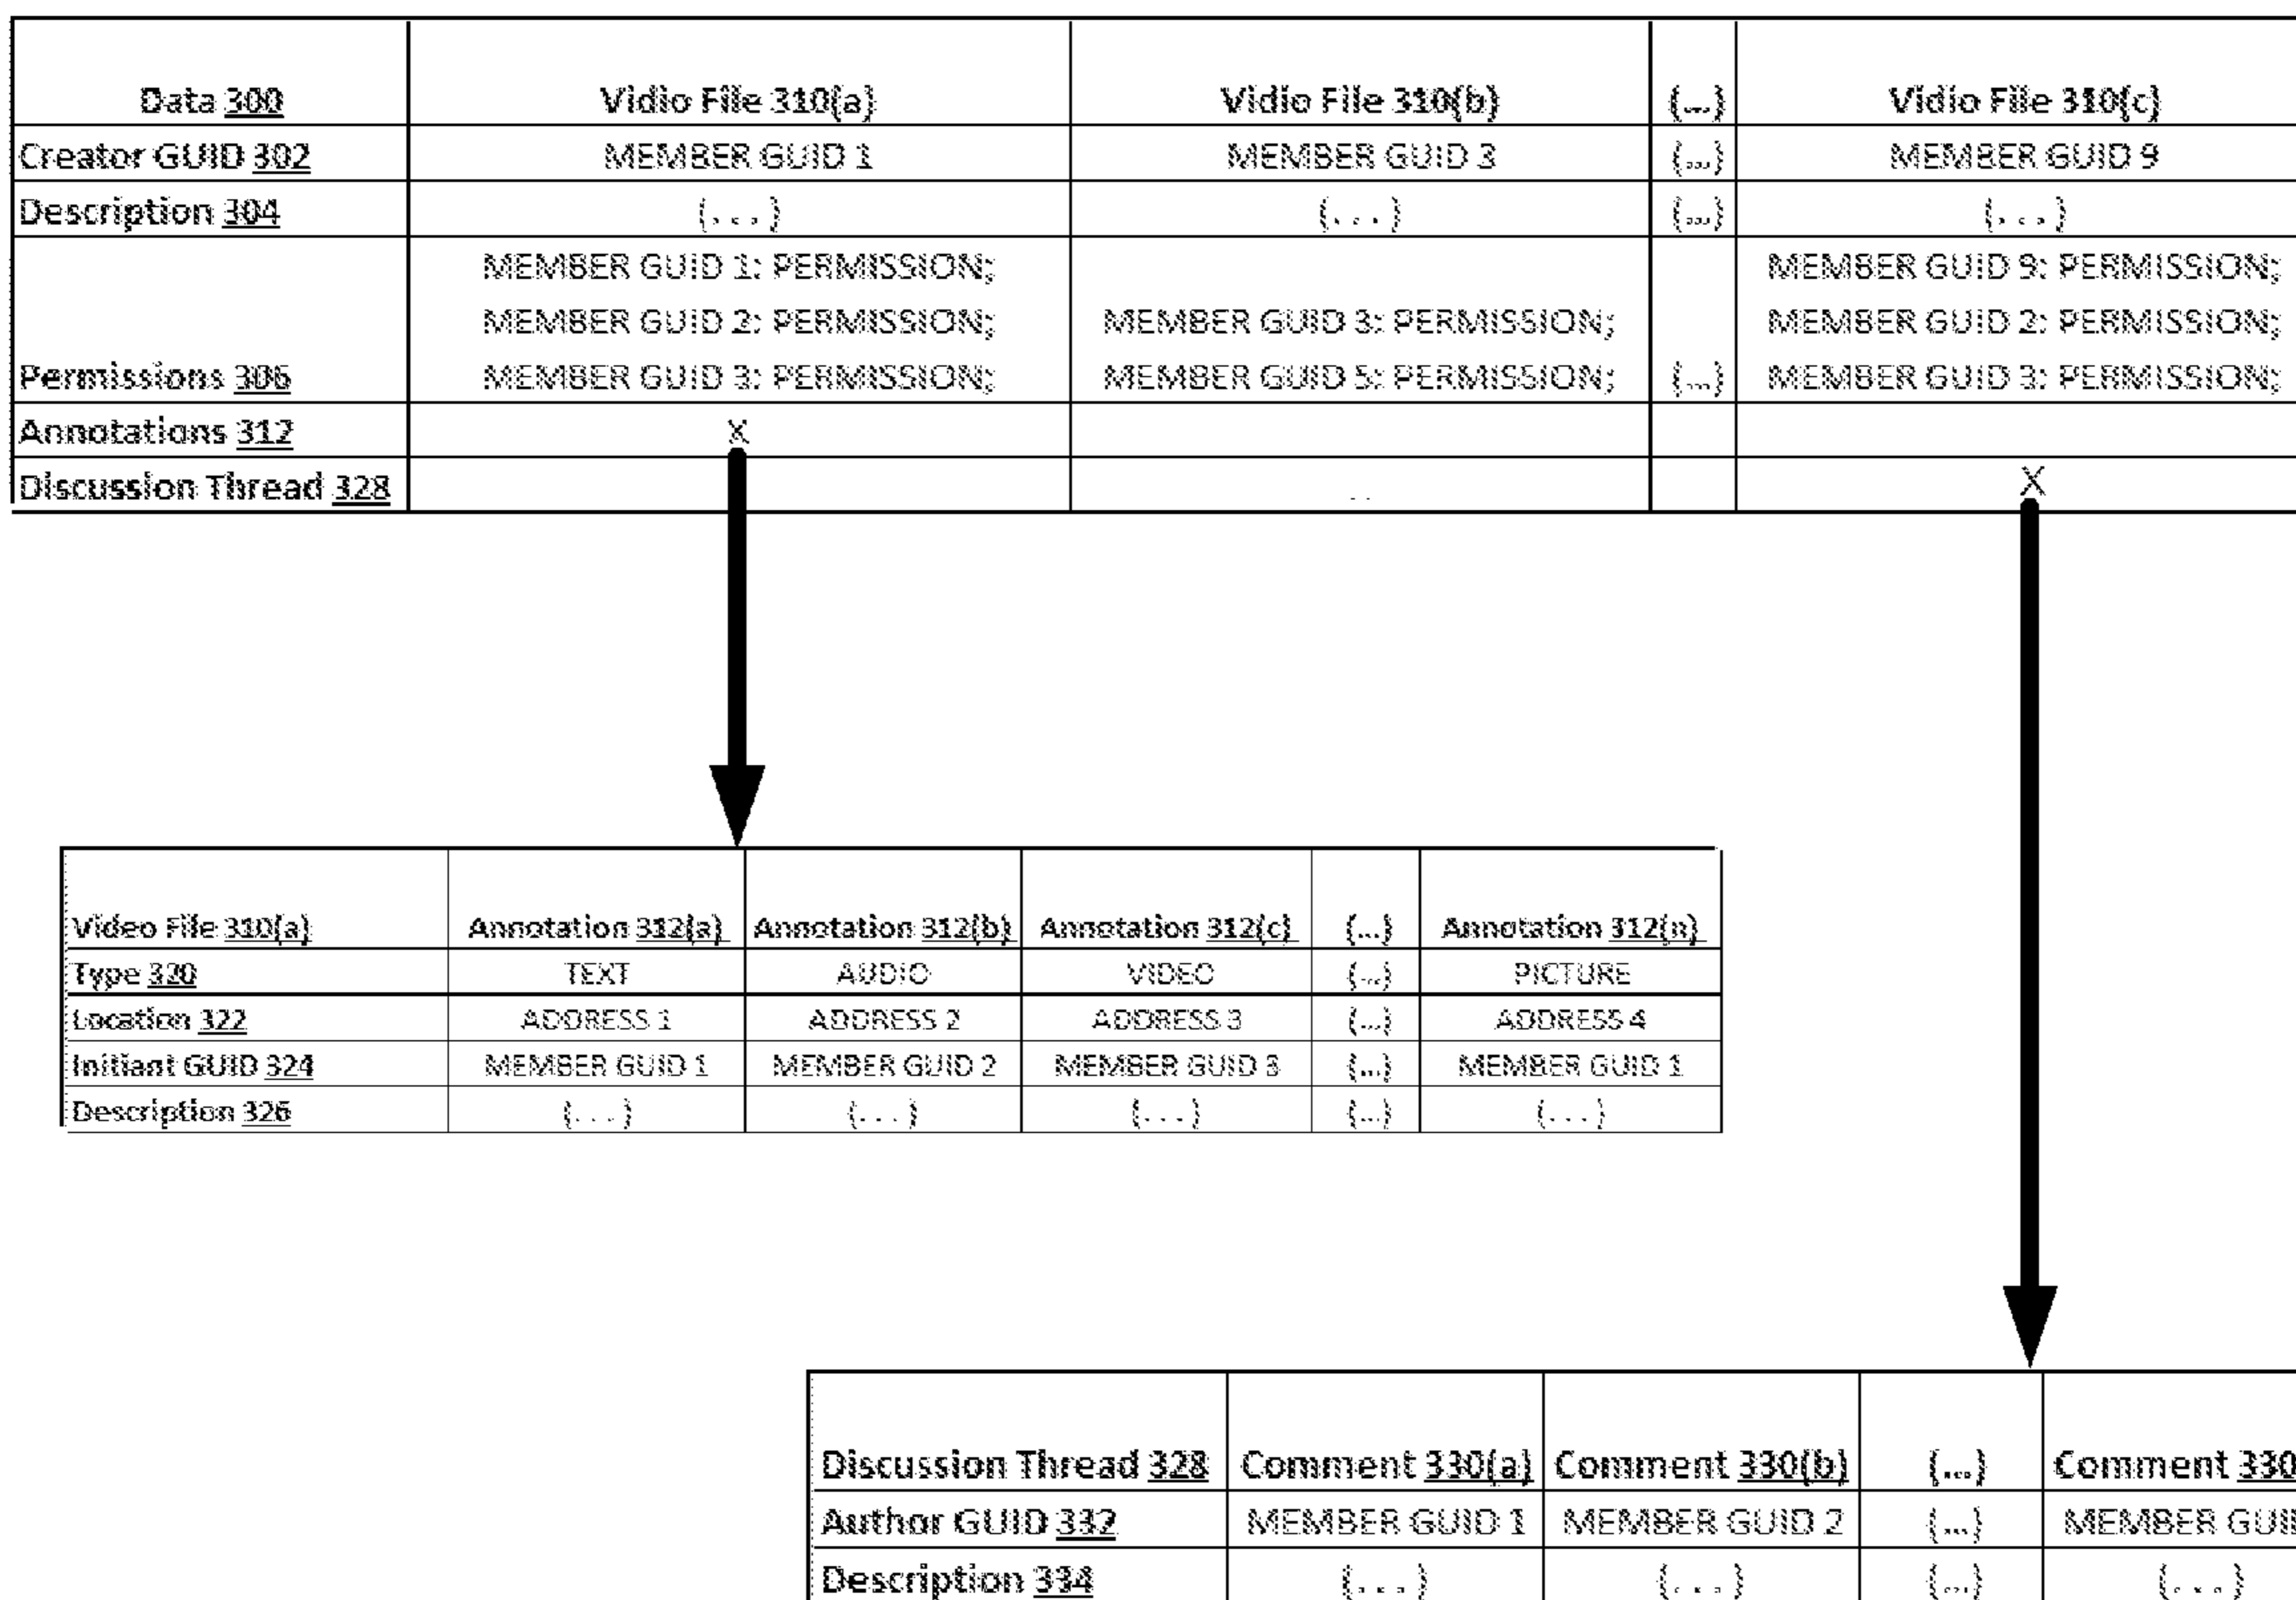 Data 300 Vidio File 310(a) Vidio File 310(b) (...) Vidio File 310(c)
Creator GUID 302 MEMBER GUID 1 MEMBER GUID 3 (...) MEMBER GUID 9
Description 304 (...) (...) (...) (...)
MEMBER GUID 1: PERMISSION; MEMBER GUID 9: PERMISSION;
MEMBER GUID 2: PERMISSION; MEMBER GUID 3: PERMISSION; MEMBER GUID 2: PERMISSION;
Permissions 306 MEMBER GUID 3: PERMISSION; MEMBER GUID 5: PERMISSION; (...) MEMBER GUID 3: PERMISSION;
Annotations 312 X
Discussion Thread 328 X
Video File 310(a) Annotation 312(a) Annotation 312(b) Annotation 312(c) (...) Annotation 312(n)
Type 320 TEXT AUDIO VIDEO (...) PICTURE
Location 322 ADDRESS 1 ADDRESS 2 ADDRESS 3 (...) ADDRESS 4
Initiant GUID 324 MEMBER GUID 1 MEMBER GUID 2 MEMBER GUID 3 (...) MEMBER GUID 1
Description 326 (...) (...) (...) (...) (...)
Discussion Thread 328 Comment 330(a) Comment 330(b) (...) Comment 330
Author GUID 332 MEMBER GUID 1 MEMBER GUID 2 (...) MEMBER
Description 334 (...) (...) (...) (...)